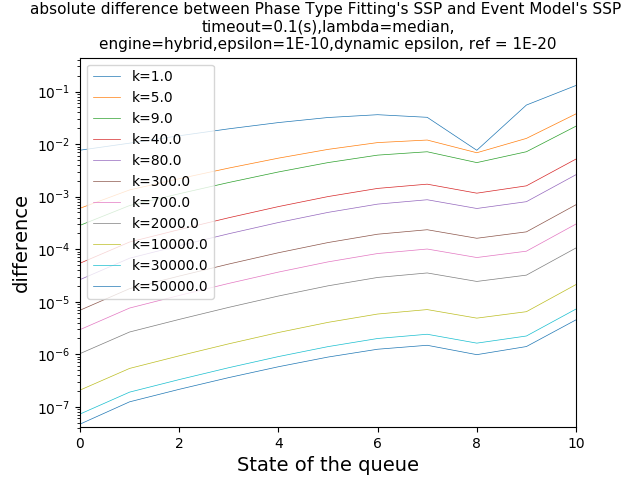 absolute difference between Phase Type Fitting's SSP and Event Model's SSP
timeout=0.1(s),lambda=median,
engine=hybrid,epsilon=1E-10,dynamic epsilon, ref = 1E-20
k=1.0
k=5.0
k=9.0
k=40.0
k=80.0
k=300.0
k=700.0
k=2000.0
k=10000.0
k=30000.0
k=50000.0
difference
10⁻¹
10⁻²
10⁻³
10⁻⁴
10⁻⁵
10⁻⁶
10⁻⁷
0 2 4 6 8 10
State of the queue